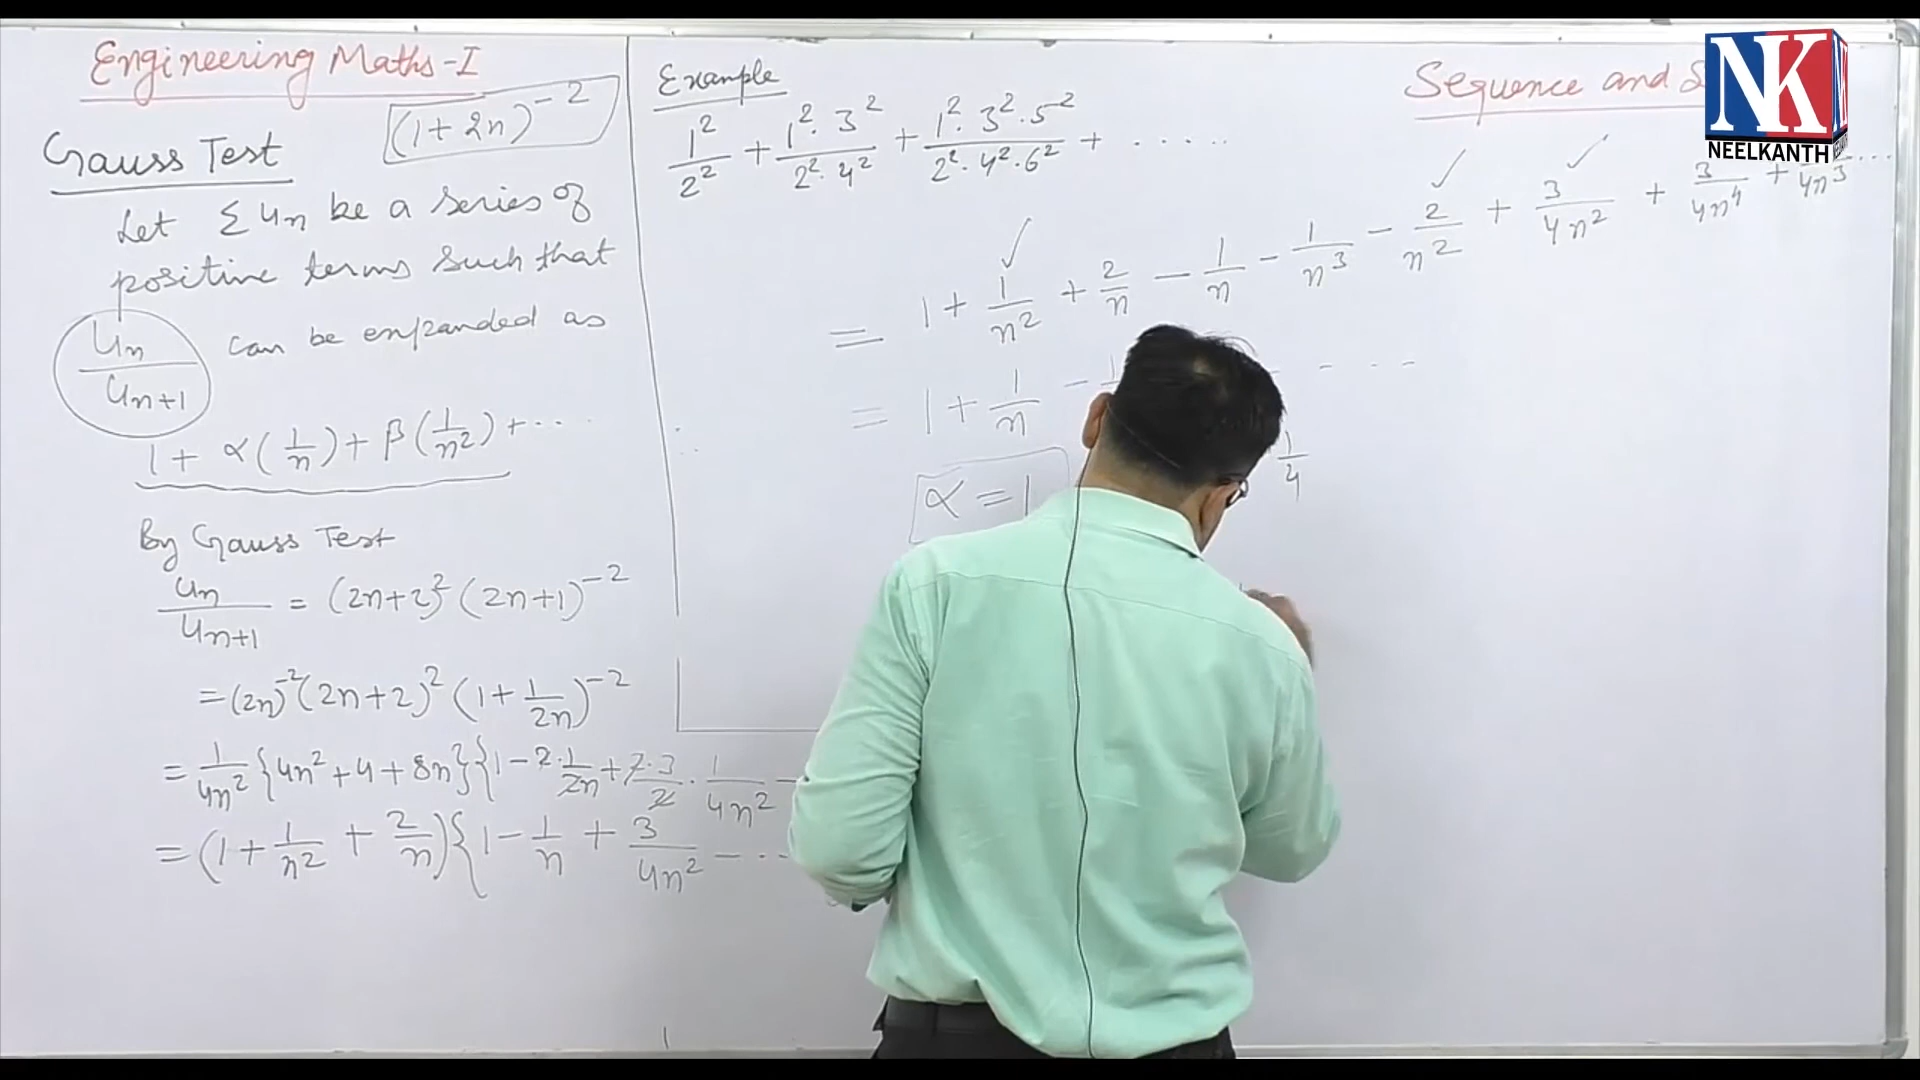 Engineering Maths-I
(1+2n)^-2
Gauss Test
Let Σ un be a series of
positive terms such that
un/un+1 can be expanded as
1 + α(1/n) + β(1/n²) + ....
By Gauss Test
un/un+1 = (2n+2)² (2n+1)^-2
= (2n)^-2 (2n+2)² (1+1/2n)^-2
= 1/4n² {4n²+4+8n} {1-2·1/2n+2·3/2·1/4n² -
= (1+1/n²+2/n) {1-1/n+3/4n² - ...
Example
1²/2² + 1²·3²/2²·4² + 1²·3²·5²/2²·4²·6² + .....
Sequence and
NK
NEELKANTH
= 1+1/n²+2/n-1/n-1/n³-2/n²+3/4n²+3/4n⁴+ /4n³ ...
= 1+1/n - ...
α=1 1/4